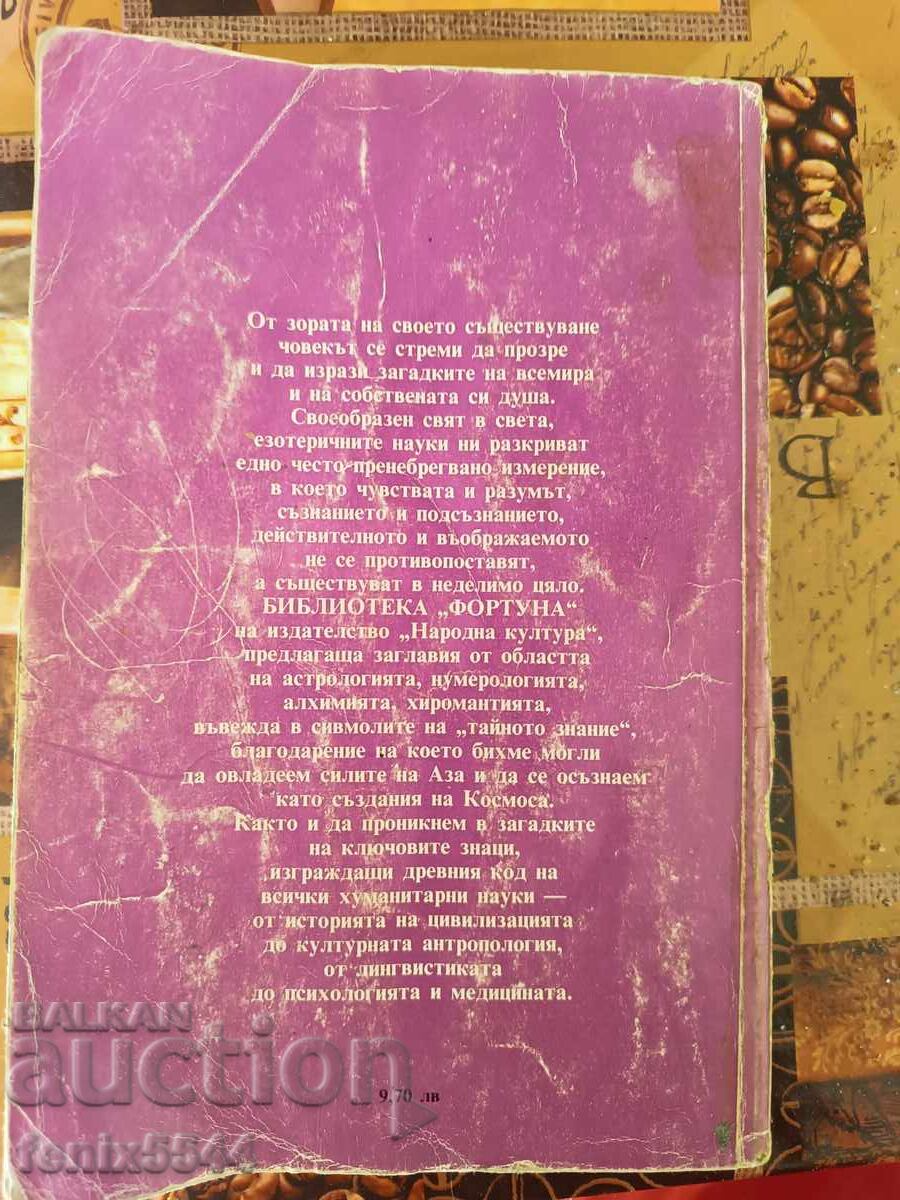 От зората на своето съществуване
човекът се стреми да прозре
и да изрази загадките на всемира
и на собствената си душа.
Своеобразен свят в света,
езотеричните науки ни разкриват
едно често пренебрегвано измерение,
в което чувствата и разумът,
съзнанието и подсъзнанието,
действителното и въображаемото
не се противопоставят,
а съществуват в неделимо цяло.
БИБЛИОТЕКА „ФОРТУНА“
на издателство „Народна култура“,
предлагаща заглавия от областта
на астрологията, нумерологията,
алхимията, хиромантията,
въвежда в сивмолите на „тайното знание“,
благодарение на което бихме могли
да овладеем силите на Аза и да се осъзнаем
като създания на Космоса.
Както и да проникнем в загадките
на ключовите знаци,
изграждащи древния код на
всички хуманитарни науки —
от историята на цивилизацията
до културната антропология,
от лингвистиката
до психологията и медицината.
BALKAN
auction
9,70 лв
fenix5544